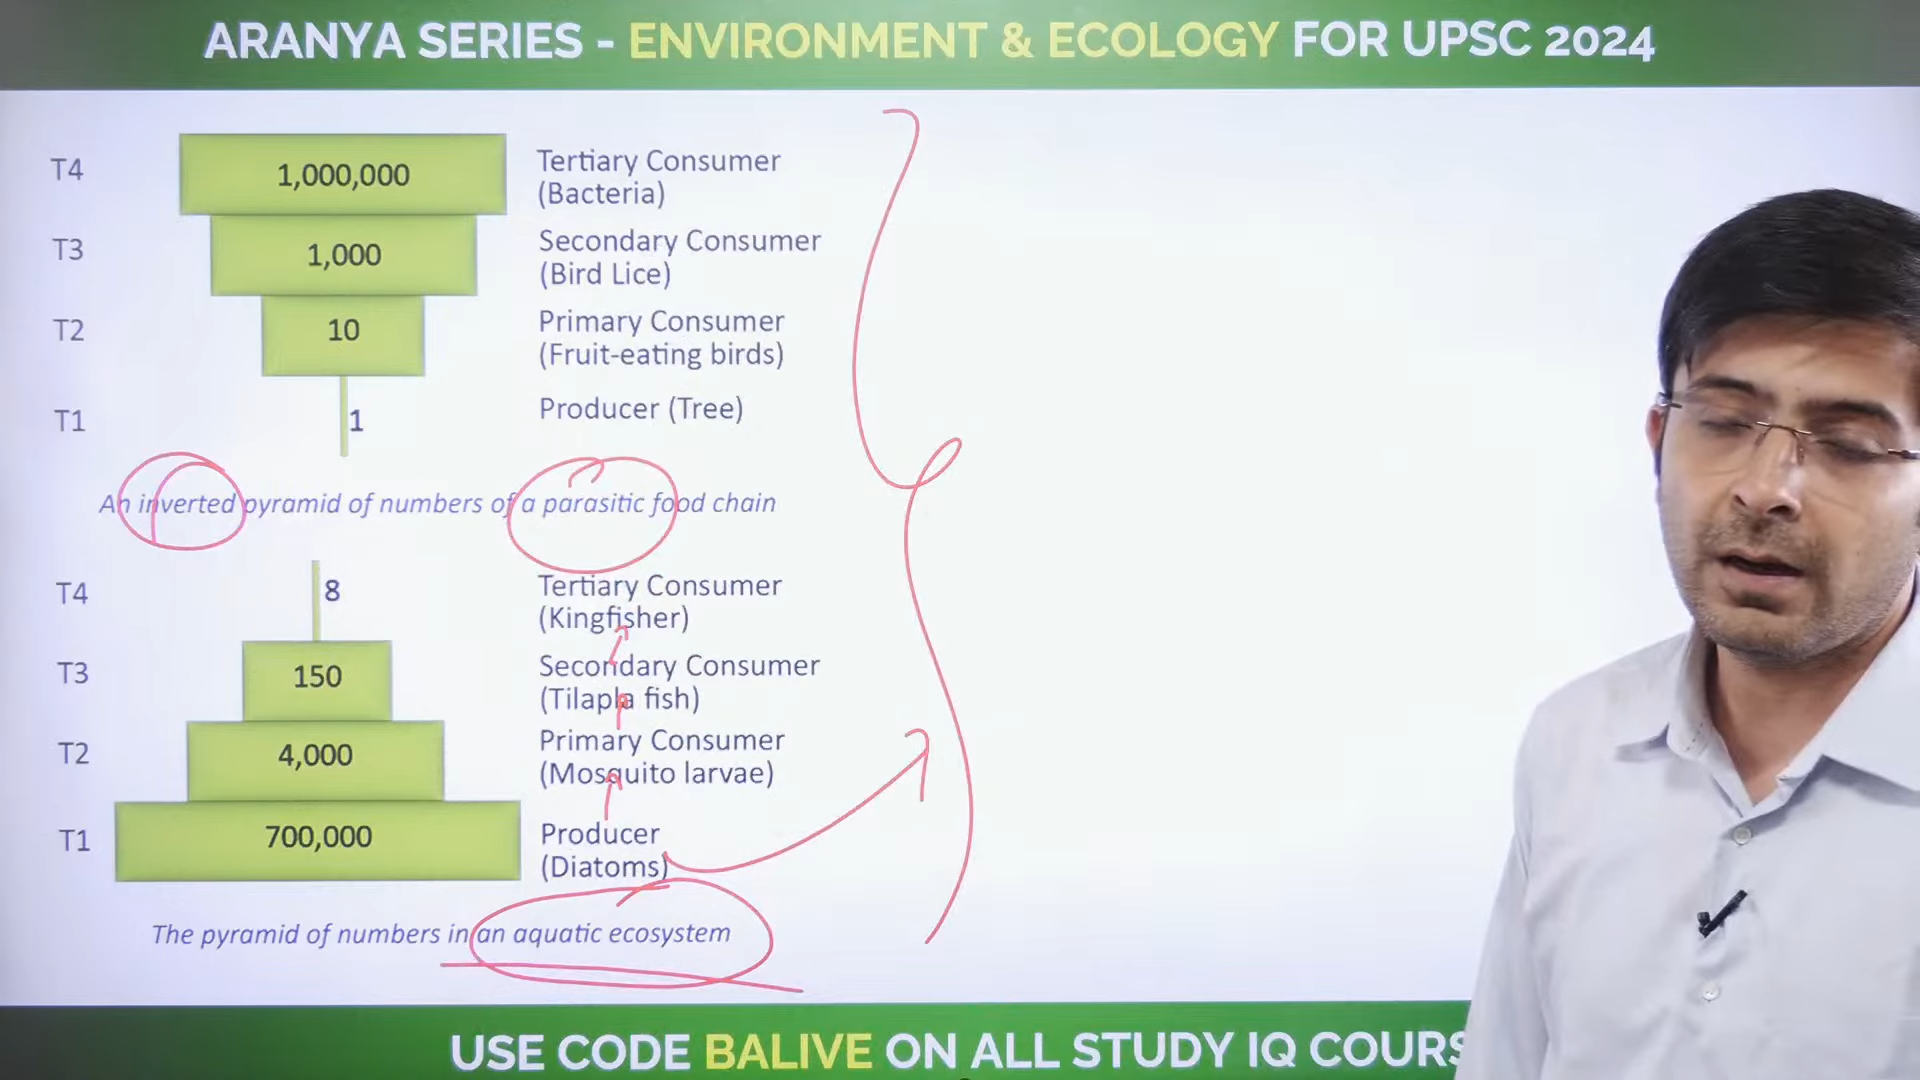 ARANYA SERIES - ENVIRONMENT & ECOLOGY FOR UPSC 2024
T4
1,000,000
Tertiary Consumer
(Bacteria)
T3
1,000
Secondary Consumer
(Bird Lice)
T2
10
Primary Consumer
(Fruit-eating birds)
T1
1
Producer (Tree)
An inverted pyramid of numbers of a parasitic food chain
T4
8
Tertiary Consumer
(Kingfisher)
T3
150
Secondary Consumer
(Tilapla fish)
T2
4,000
Primary Consumer
(Mosquito larvae)
T1
700,000
Producer
(Diatoms)
The pyramid of numbers in an aquatic ecosystem
USE CODE BALIVE ON ALL STUDY IQ COURS